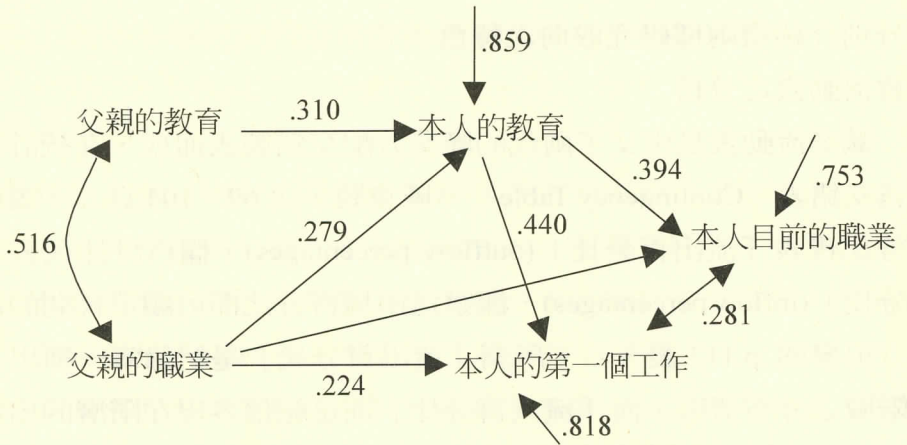 .859
父親的教育
.310
本人的教育
.394
.753
.516
.279
.440
本人目前的職業
.281
父親的職業
.224
本人的第一個工作
.818